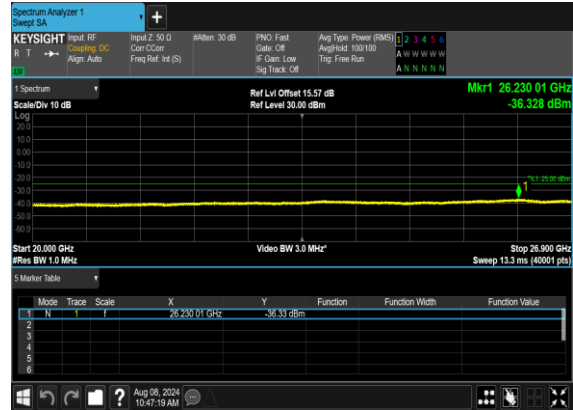 Spectrum Analyzer 1
Swept SA
+
KEYSIGHT
R T
LM
Input: RF
Coupling: DC
Align: Auto
Input Z: 50 Ω
Corr CCorr
Freq Ref: Int (S)
#Atten: 30 dB
PNO: Fast
Gate: Off
IF Gain: Low
Sig Track: Off
Avg Type: Power (RMS)
Avg|Hold: 100/100
Trig: Free Run
1 2 3 4 5 6
A W W W W W
A N N N N N
1 Spectrum
Scale/Div 10 dB
Ref Lvl Offset 15.57 dB
Ref Level 30.00 dBm
Mkr1 26.230 01 GHz
-36.328 dBm
Log
20.0
10.0
0.00
-10.0
-20.0
-30.0
-40.0
-50.0
-60.0
DL1 -25.00 dBm
1
Start 20.000 GHz
#Res BW 1.0 MHz
Video BW 3.0 MHz*
Stop 26.900 GHz
Sweep 13.3 ms (40001 pts)
5 Marker Table
Mode Trace Scale X Y Function Function Width Function Value
1 N 1 f 26.230 01 GHz -36.33 dBm
2
3
4
5
6
?
Aug 08, 2024
10:47:19 AM